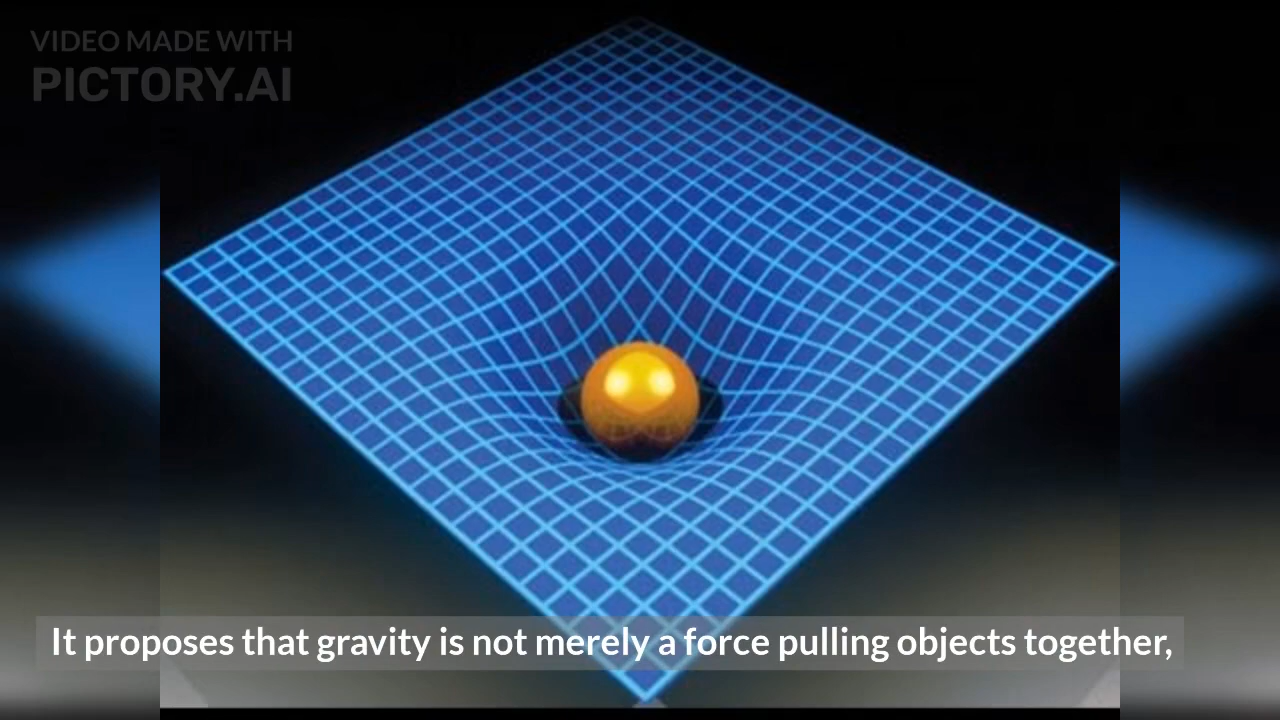 VIDEO MADE WITH
PICTORY.AI
It proposes that gravity is not merely a force pulling objects together,